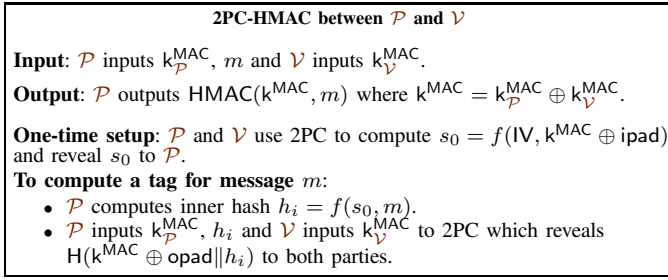 2PC-HMAC between 𝒫 and 𝒱
Input: 𝒫 inputs k_𝒫^MAC, m and 𝒱 inputs k_𝒱^MAC.
Output: 𝒫 outputs HMAC(k^MAC, m) where k^MAC = k_𝒫^MAC ⊕ k_𝒱^MAC.
One-time setup: 𝒫 and 𝒱 use 2PC to compute s_0 = f(IV, k^MAC ⊕ ipad)
and reveal s_0 to 𝒫.
To compute a tag for message m:
• 𝒫 computes inner hash h_i = f(s_0, m).
• 𝒫 inputs k_𝒫^MAC, h_i and 𝒱 inputs k_𝒱^MAC to 2PC which reveals
H(k^MAC ⊕ opad‖h_i) to both parties.